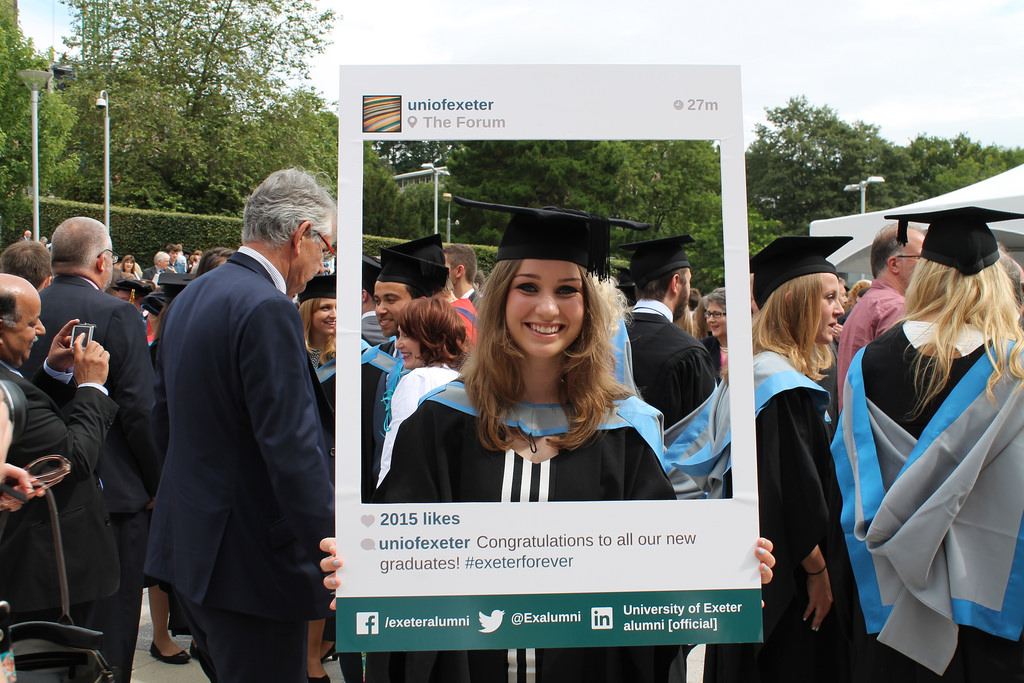 uniofexeter
The Forum
27m
2015 likes
uniofexeter Congratulations to all our new
graduates! #exeterforever
/exeteralumni
@Exalumni
University of Exeter
alumni [official]